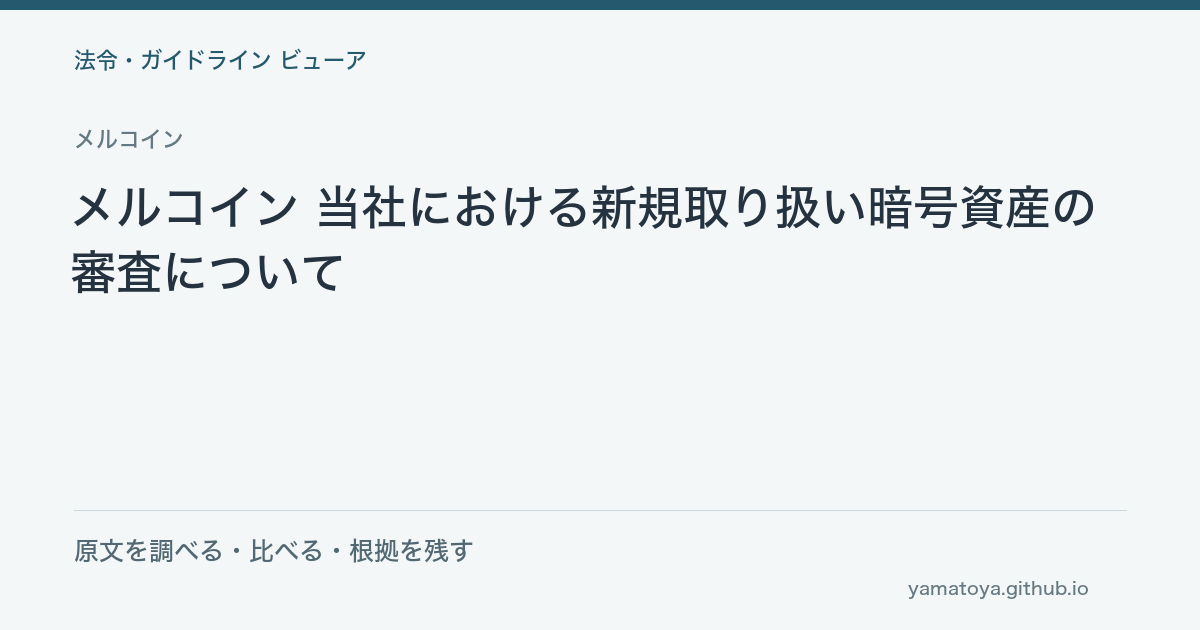 法令・ガイドライン ビューア
メルコイン
メルコイン 当社における新規取り扱い暗号資産の
審査について
原文を調べる・比べる・根拠を残す
yamatoya.github.io